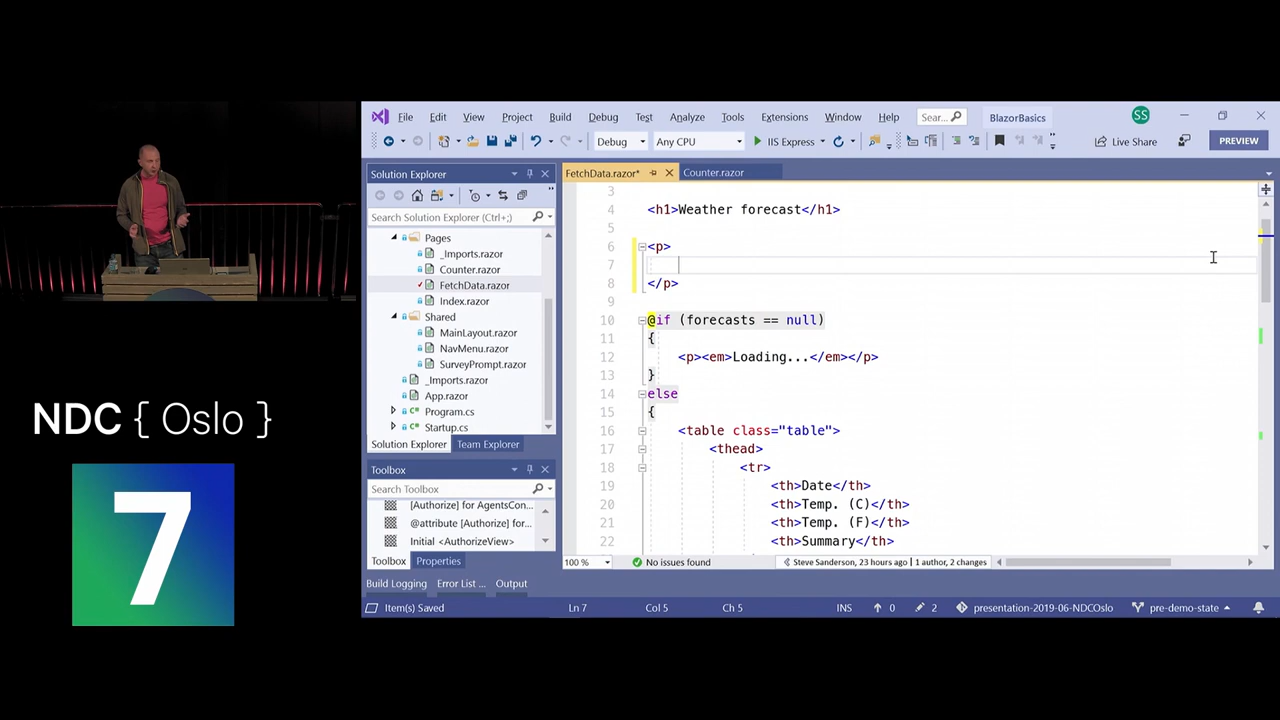 File Edit View Project Build Debug Test Analyze Tools Extensions Window Help Sear... BlazorBasics SS
Debug Any CPU IIS Express Live Share PREVIEW
Solution Explorer
Search Solution Explorer (Ctrl+;)
Pages
_Imports.razor
Counter.razor
FetchData.razor
Index.razor
Shared
MainLayout.razor
NavMenu.razor
SurveyPrompt.razor
_Imports.razor
App.razor
C# Program.cs
C# Startup.cs
Solution Explorer Team Explorer
Toolbox
Search Toolbox
[Authorize] for AgentsCon...
@attribute [Authorize] for...
Initial <AuthorizeView>
Toolbox Properties
FetchData.razor* Counter.razor
3
4 <h1>Weather forecast</h1>
5
6 <p>
7
8 </p>
9
10 @if (forecasts == null)
11 {
12 <p><em>Loading...</em></p>
13 }
14 else
15 {
16 <table class="table">
17 <thead>
18 <tr>
19 <th>Date</th>
20 <th>Temp. (C)</th>
21 <th>Temp. (F)</th>
22 <th>Summary</th>
100 % No issues found Steve Sanderson, 23 hours ago | 1 author, 2 changes
Build Logging Error List ... Output
Item(s) Saved Ln 7 Col 5 Ch 5 INS 0 2 presentation-2019-06-NDCOslo pre-demo-state
NDC { Oslo }
7